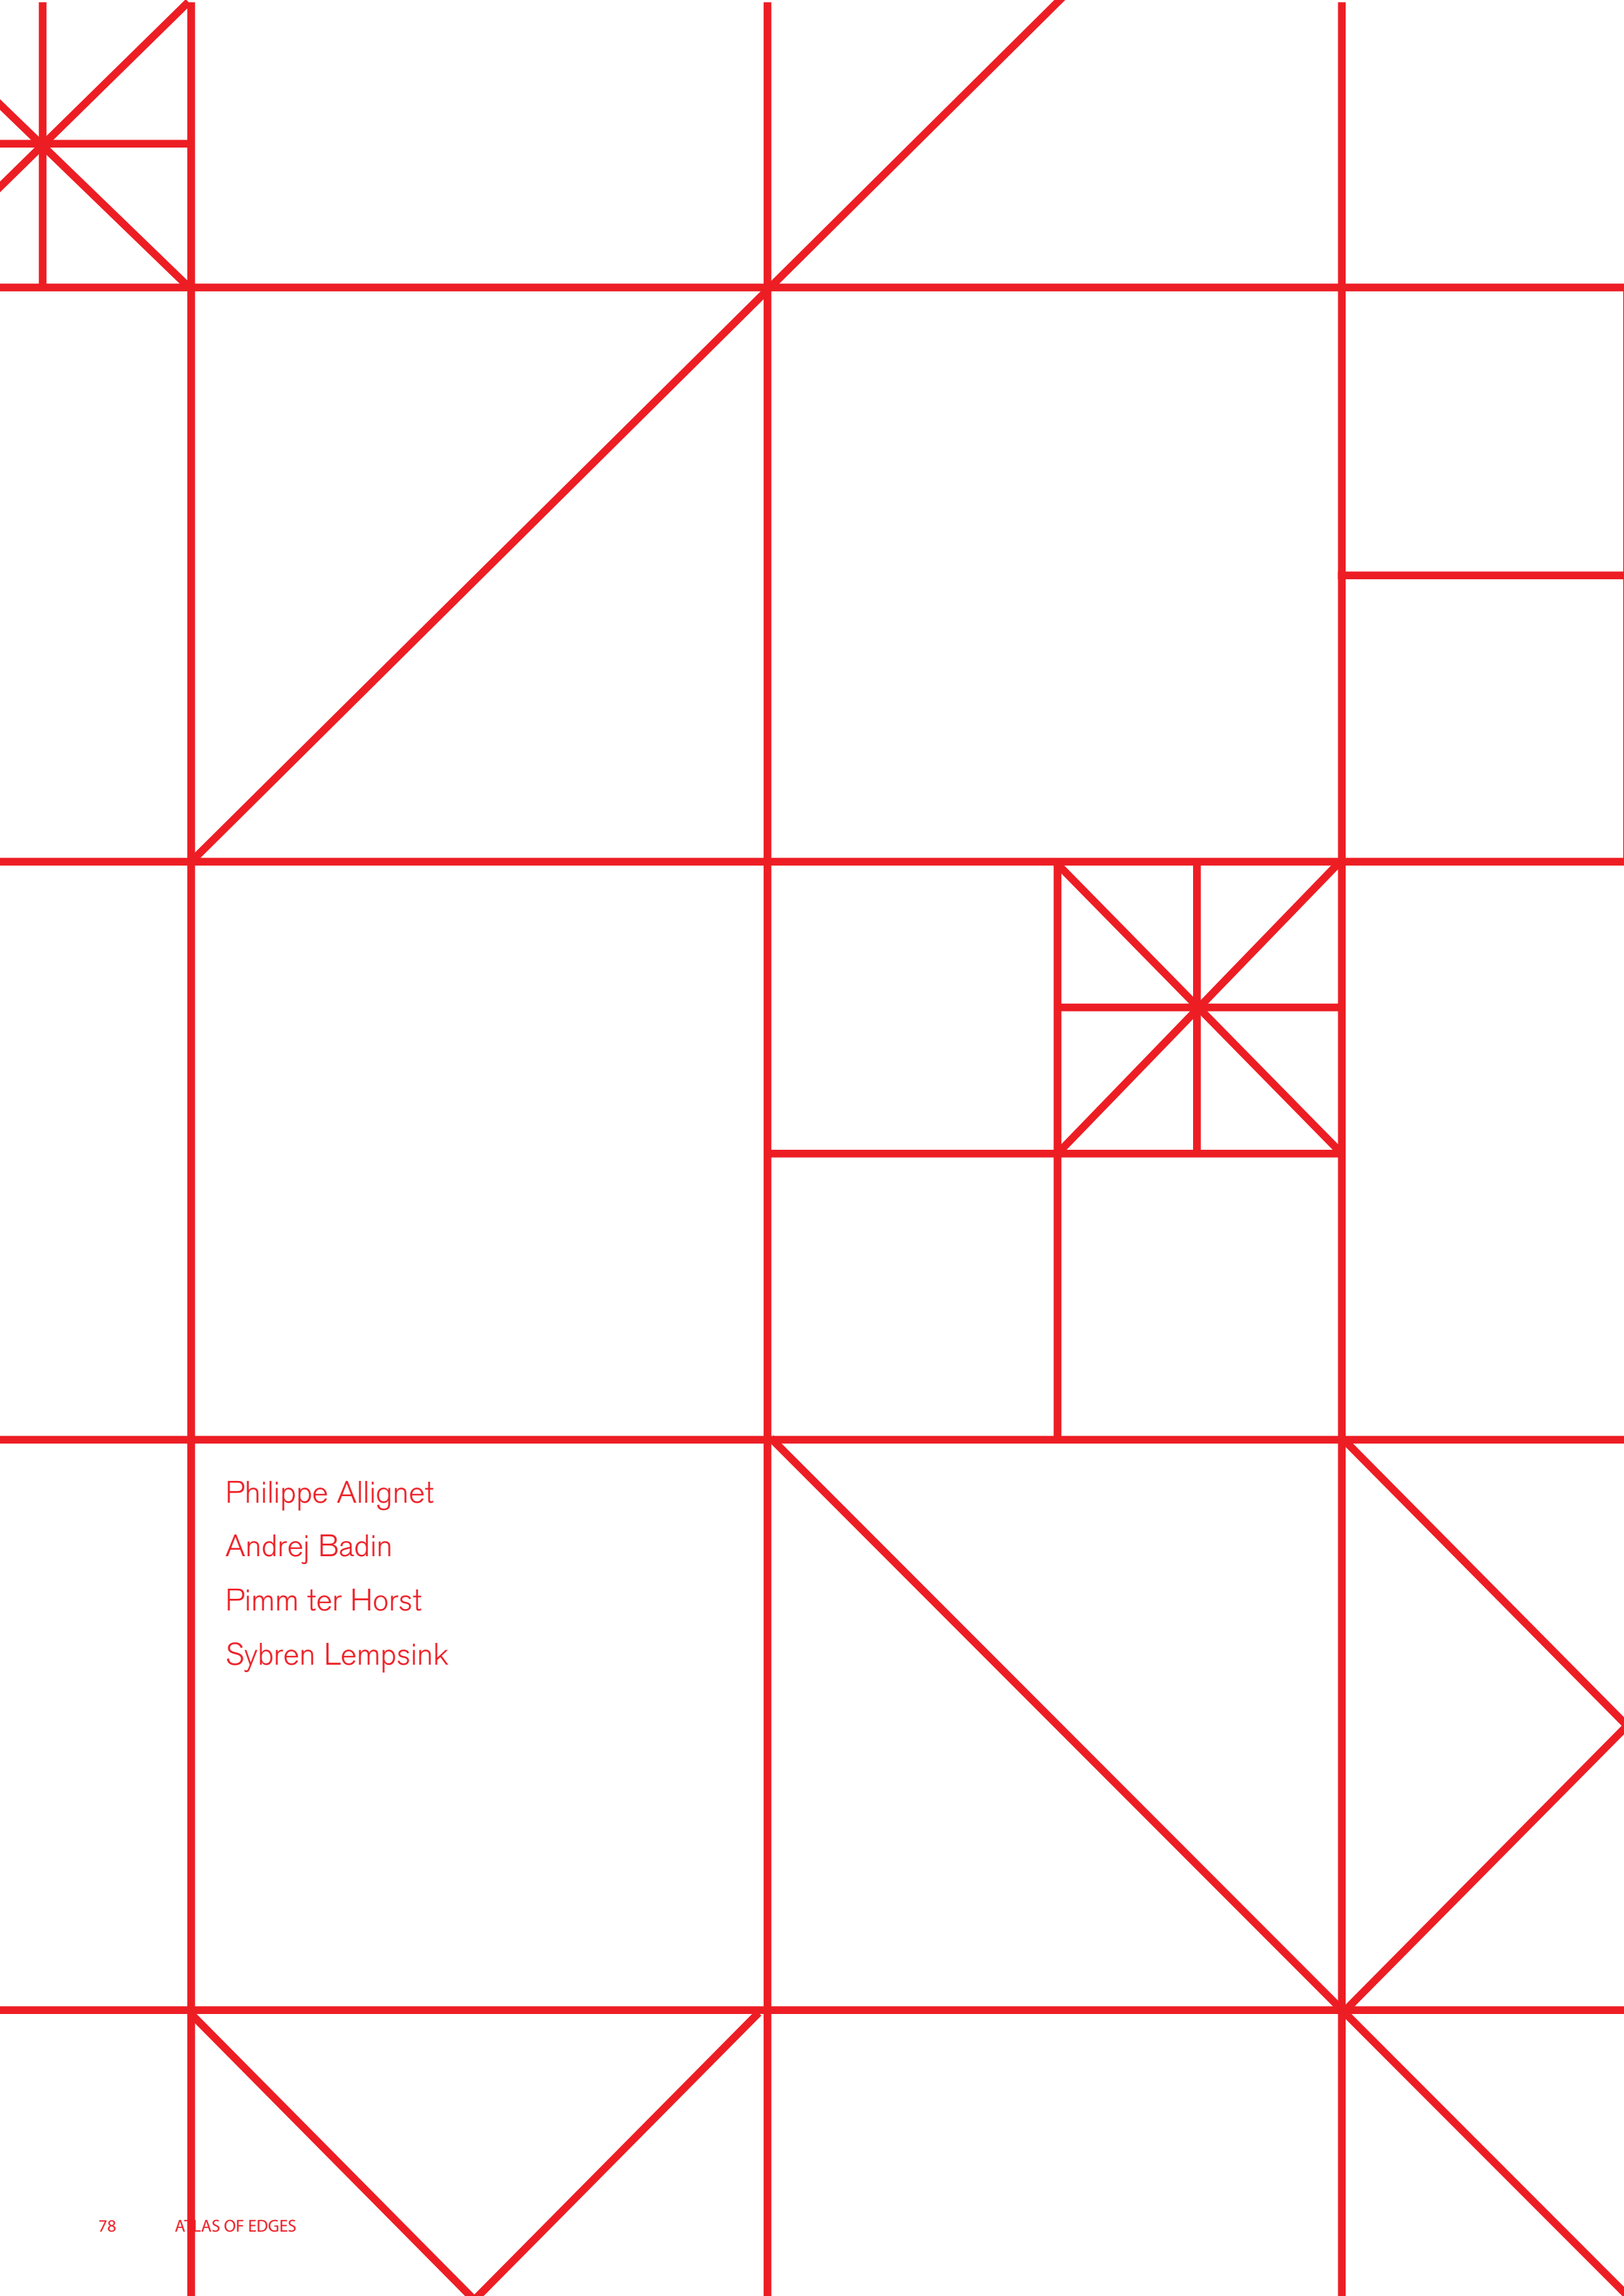 Philippe Allignet
Andrej Badin
Pimm ter Horst
Sybren Lempsink
78 ATLAS OF EDGES